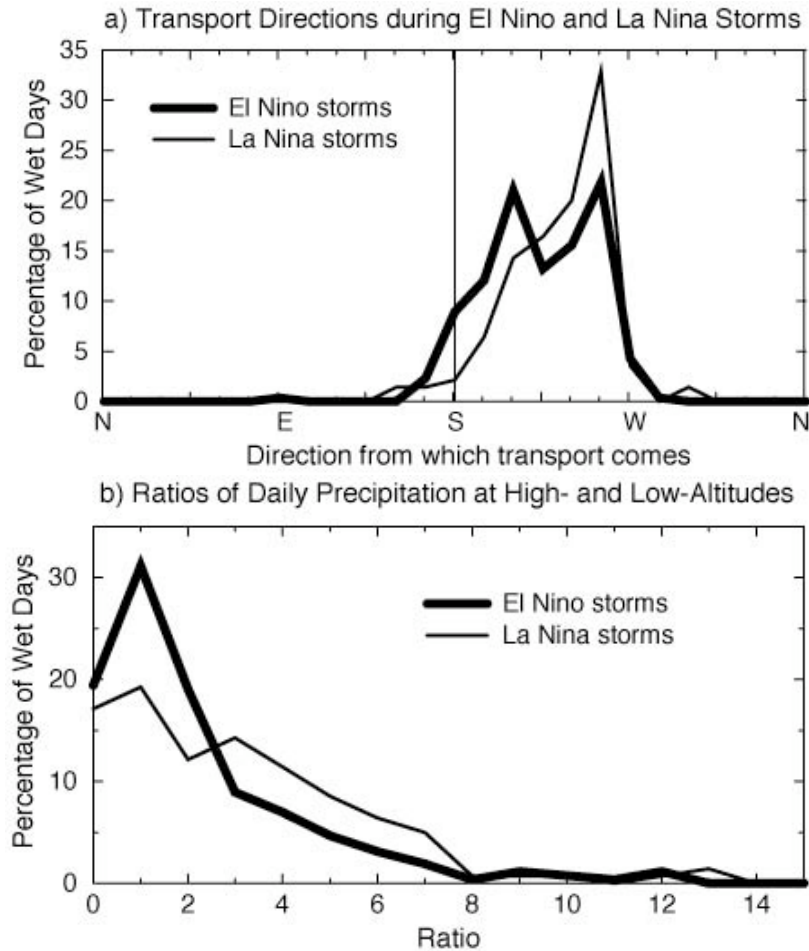 a) Transport Directions during El Nino and La Nina Storms
35
30
25
20
15
10
5
0
Percentage of Wet Days
El Nino storms
La Nina storms
N E S W N
Direction from which transport comes
b) Ratios of Daily Precipitation at High- and Low-Altitudes
30
20
10
0
Percentage of Wet Days
El Nino storms
La Nina storms
0 2 4 6 8 10 12 14
Ratio